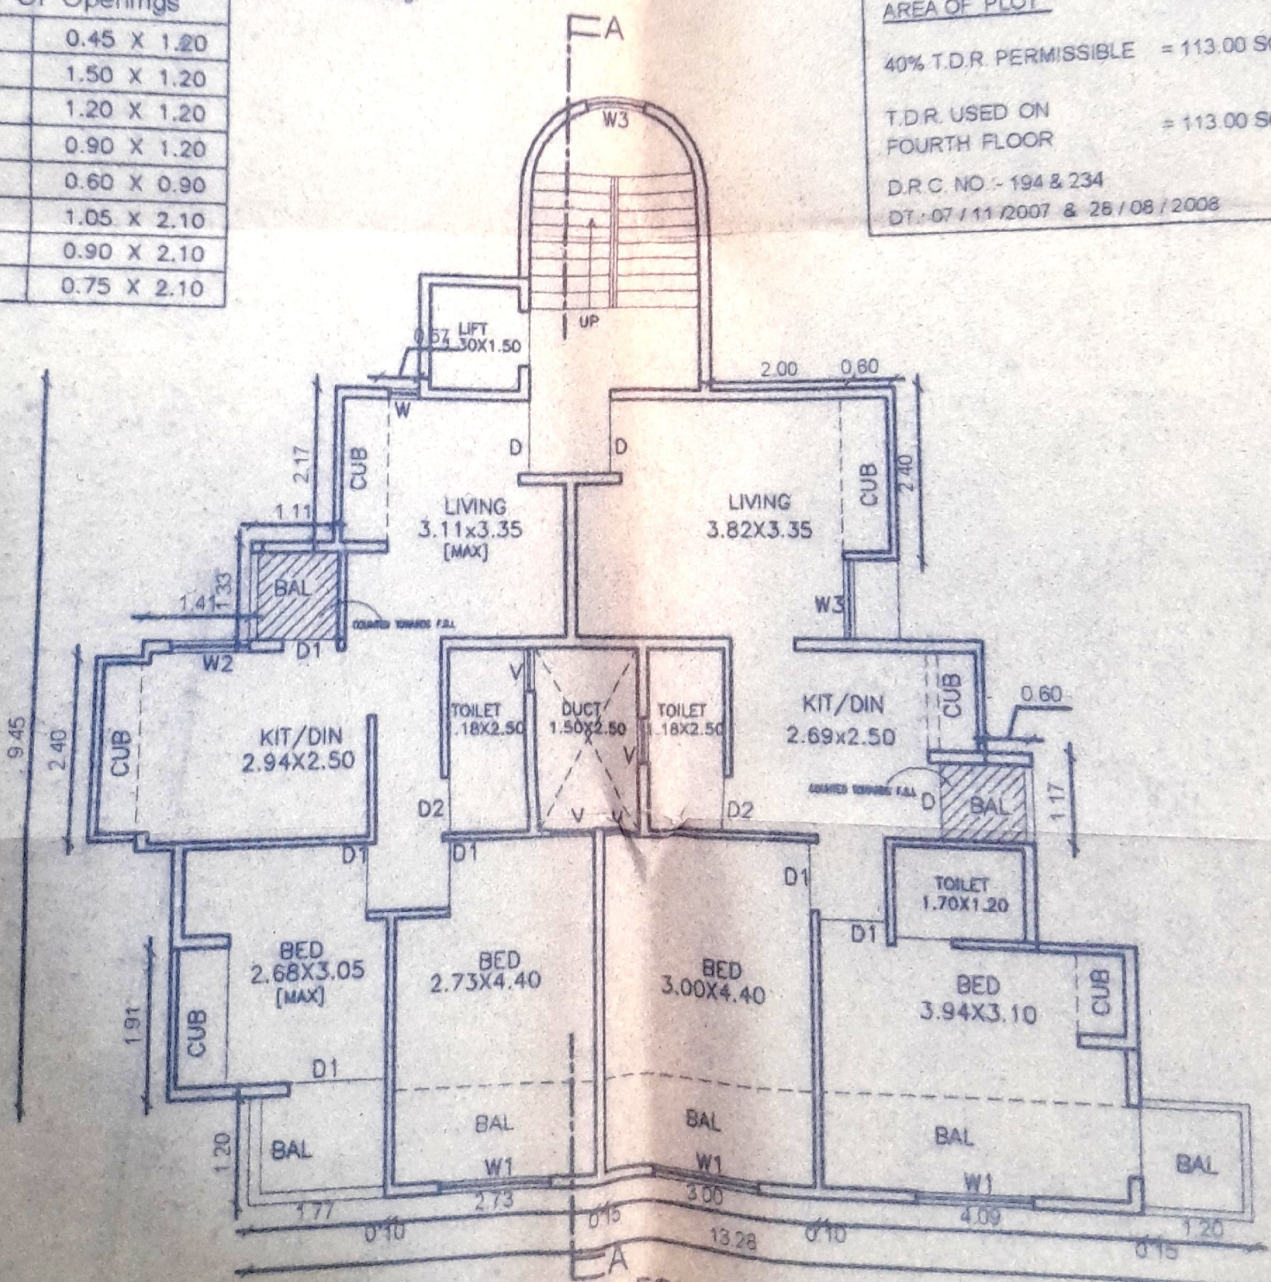 Of Openings
0.45 X 1.20
1.50 X 1.20
1.20 X 1.20
0.90 X 1.20
0.60 X 0.90
1.05 X 2.10
0.90 X 2.10
0.75 X 2.10
AREA OF PLOT
40% T.D.R. PERMISSIBLE = 113.00
T.D.R. USED ON
FOURTH FLOOR = 113.00
D.R.C. NO :- 194 & 234
DT.: 07 / 11 /2007 & 28 / 08 / 2008
A
W3
UP
LIFT
0.57
.30X1.50
2.00 0.60
W
D D
CUB
2.17
LIVING
3.11x3.35
[MAX]
LIVING
3.82X3.35
CUB
2.40
1.11
BAL
1.33
1.41
COUNTED TOWARDS F.S.I.
W3
W2
D1
V
9.45
2.40
CUB
KIT/DIN
2.94X2.50
TOILET
.18X2.50
DUCT
1.50X2.50
TOILET
.18X2.50
V
KIT/DIN
2.69x2.50
CUB
0.60
COUNTED TOWARDS F.S.I.
D
BAL
1.17
D2
V
D2
D1
D1
D1
TOILET
1.70X1.20
D1
BED
2.68X3.05
[MAX]
BED
2.73X4.40
BED
3.00X4.40
BED
3.94X3.10
CUB
CUB
1.91
D1
BAL
1.20
BAL
BAL
BAL
BAL
W1
W1
W1
1.77
0.10
2.73
0.15
3.00
0.10
4.09
0.15
1.20
13.28
A